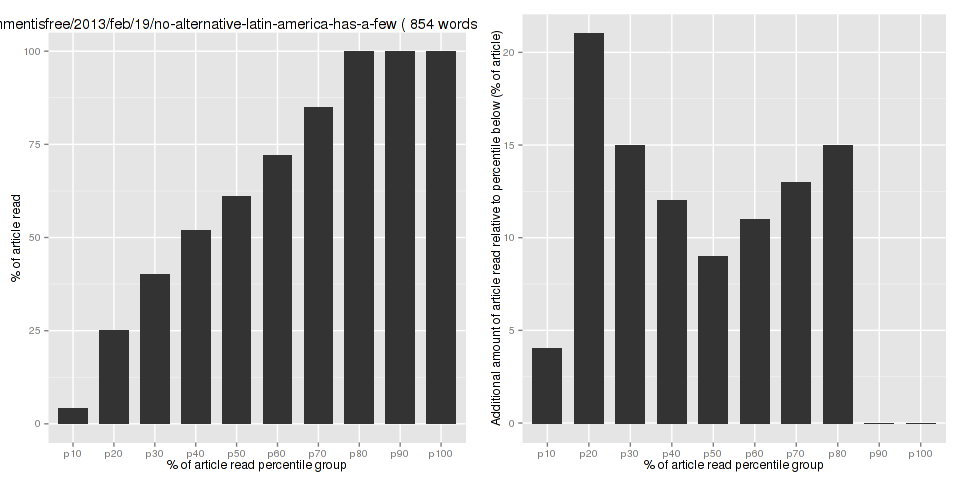 mmentisfree/2013/feb/19/no-alternative-latin-america-has-a-few ( 854 words
% of article read
100
75
50
25
0
p10 p20 p30 p40 p50 p60 p70 p80 p90 p100
% of article read percentile group
Additional amount of article read relative to percentile below (% of article)
20
15
10
5
0
p10 p20 p30 p40 p50 p60 p70 p80 p90 p100
% of article read percentile group